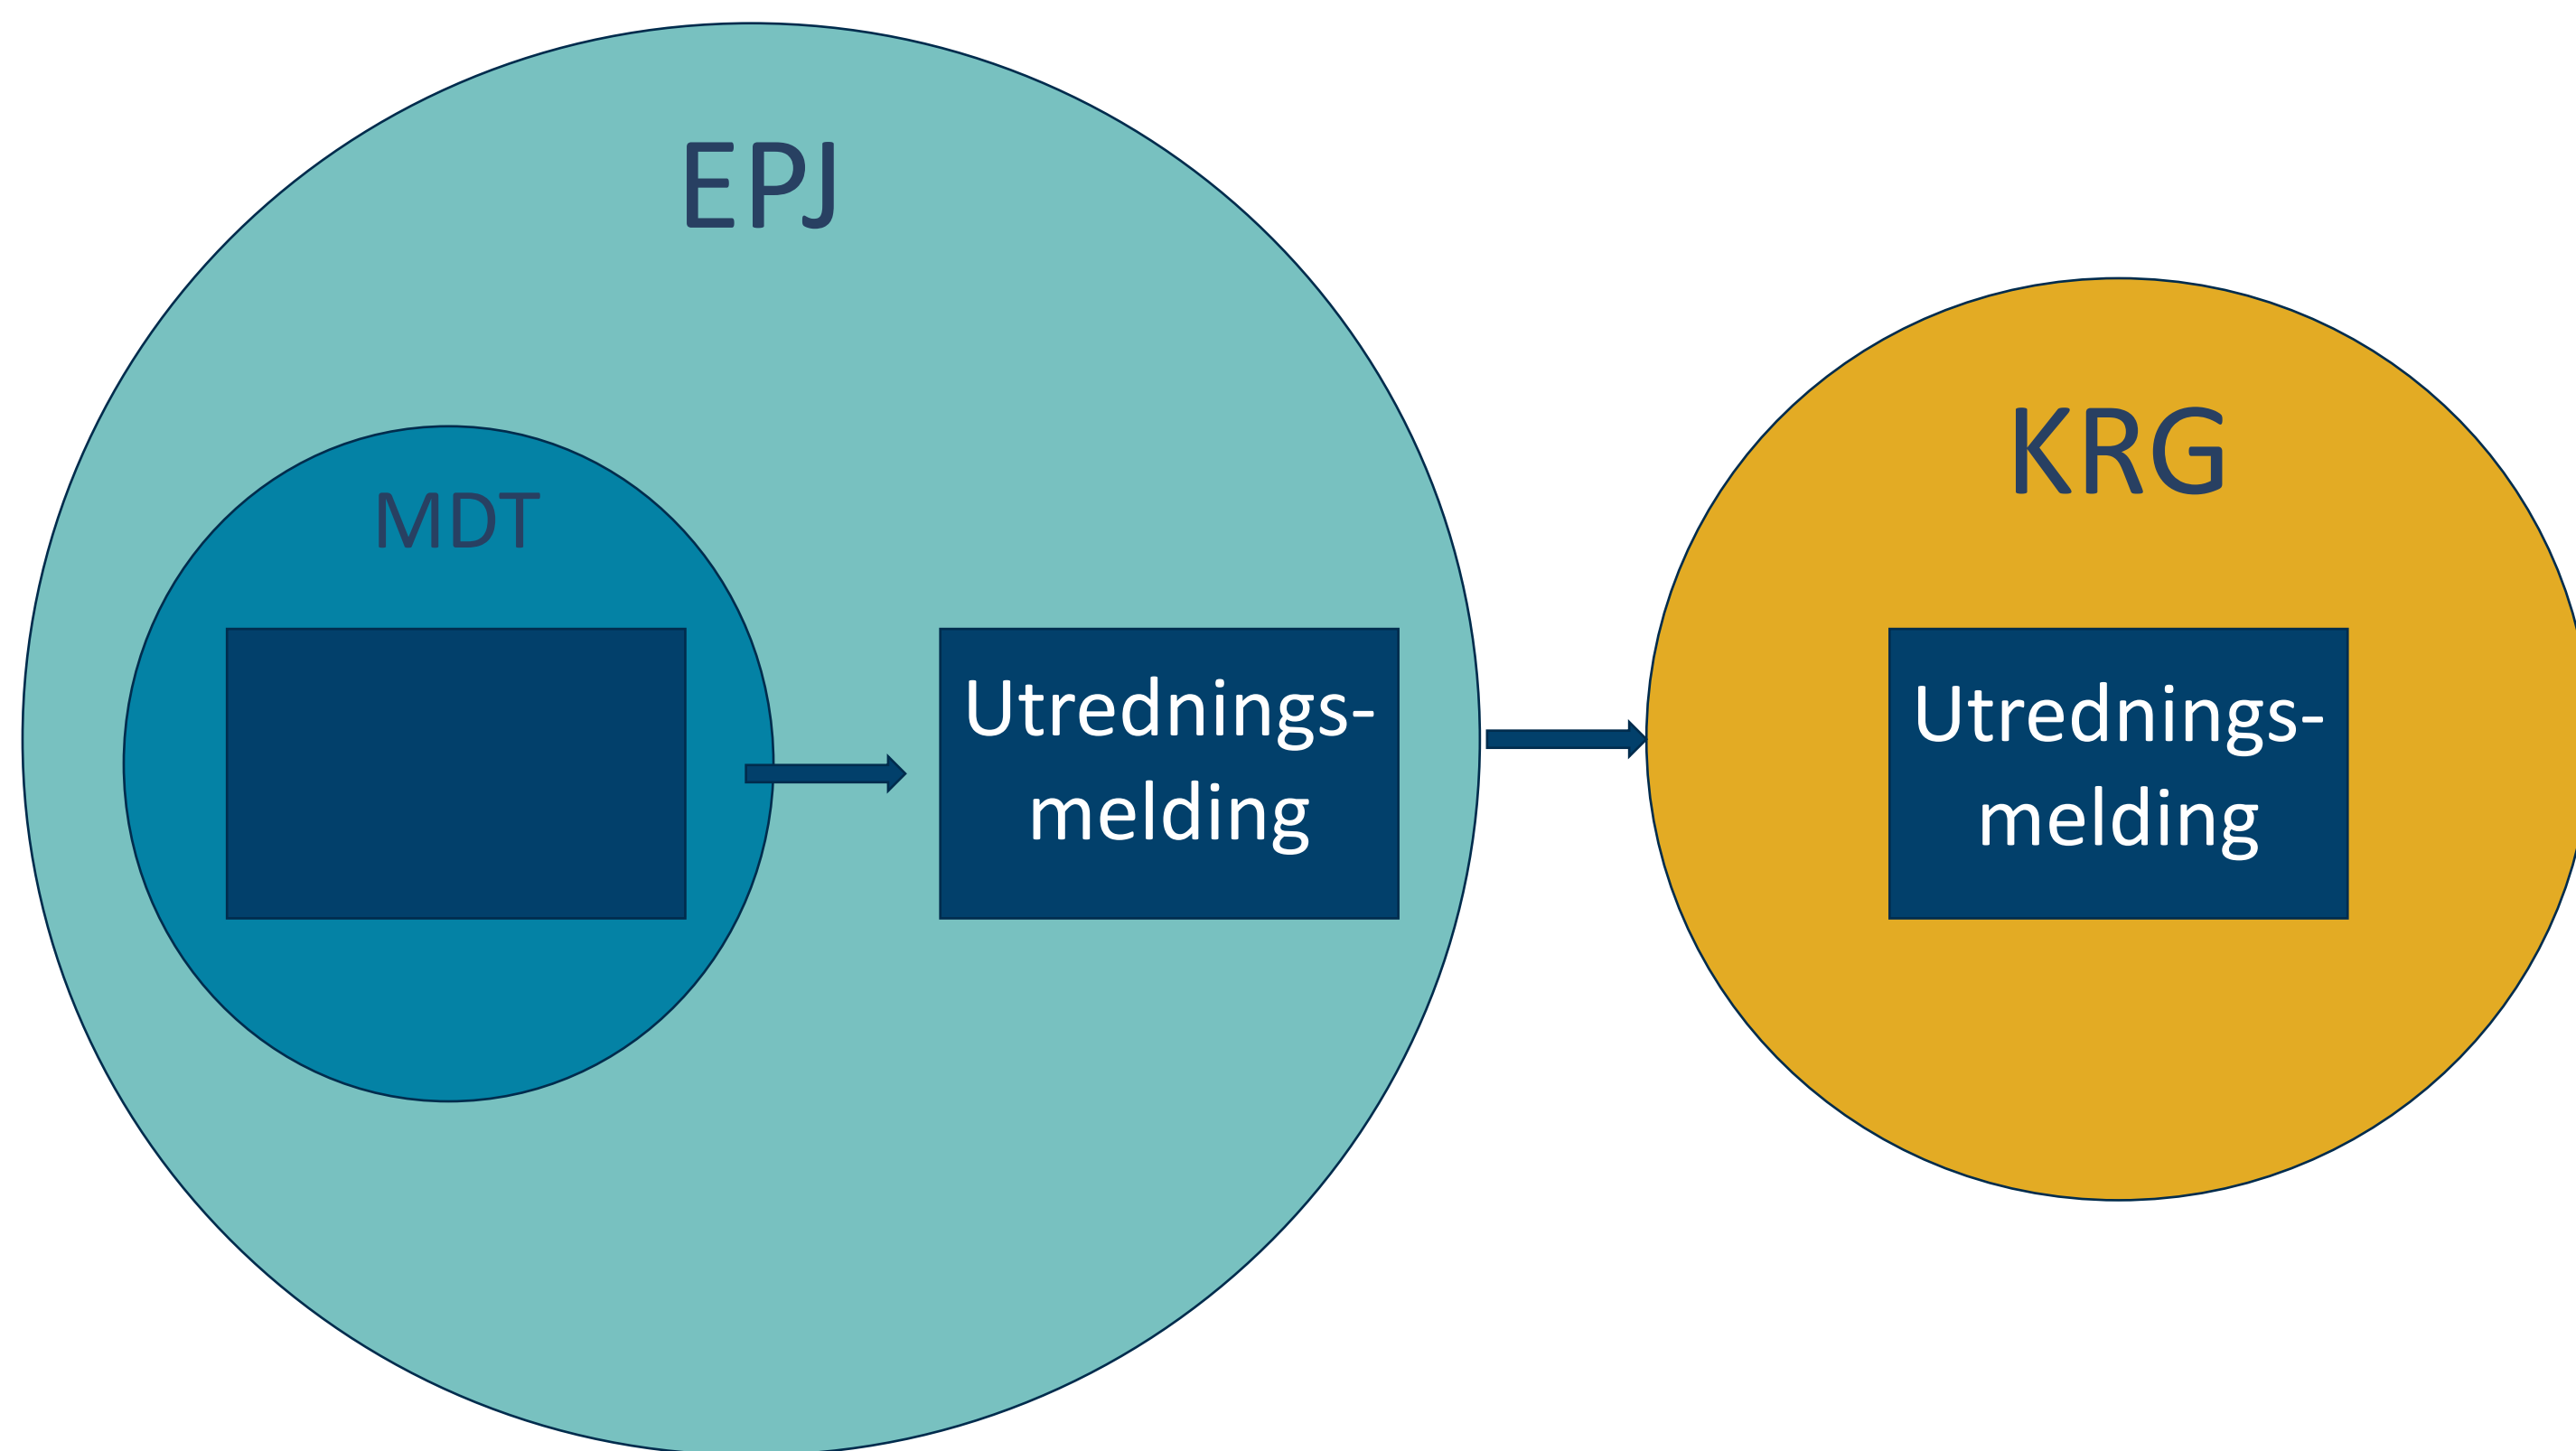 EPJ
MDT
Utrednings-
melding
KRG
Utrednings-
melding